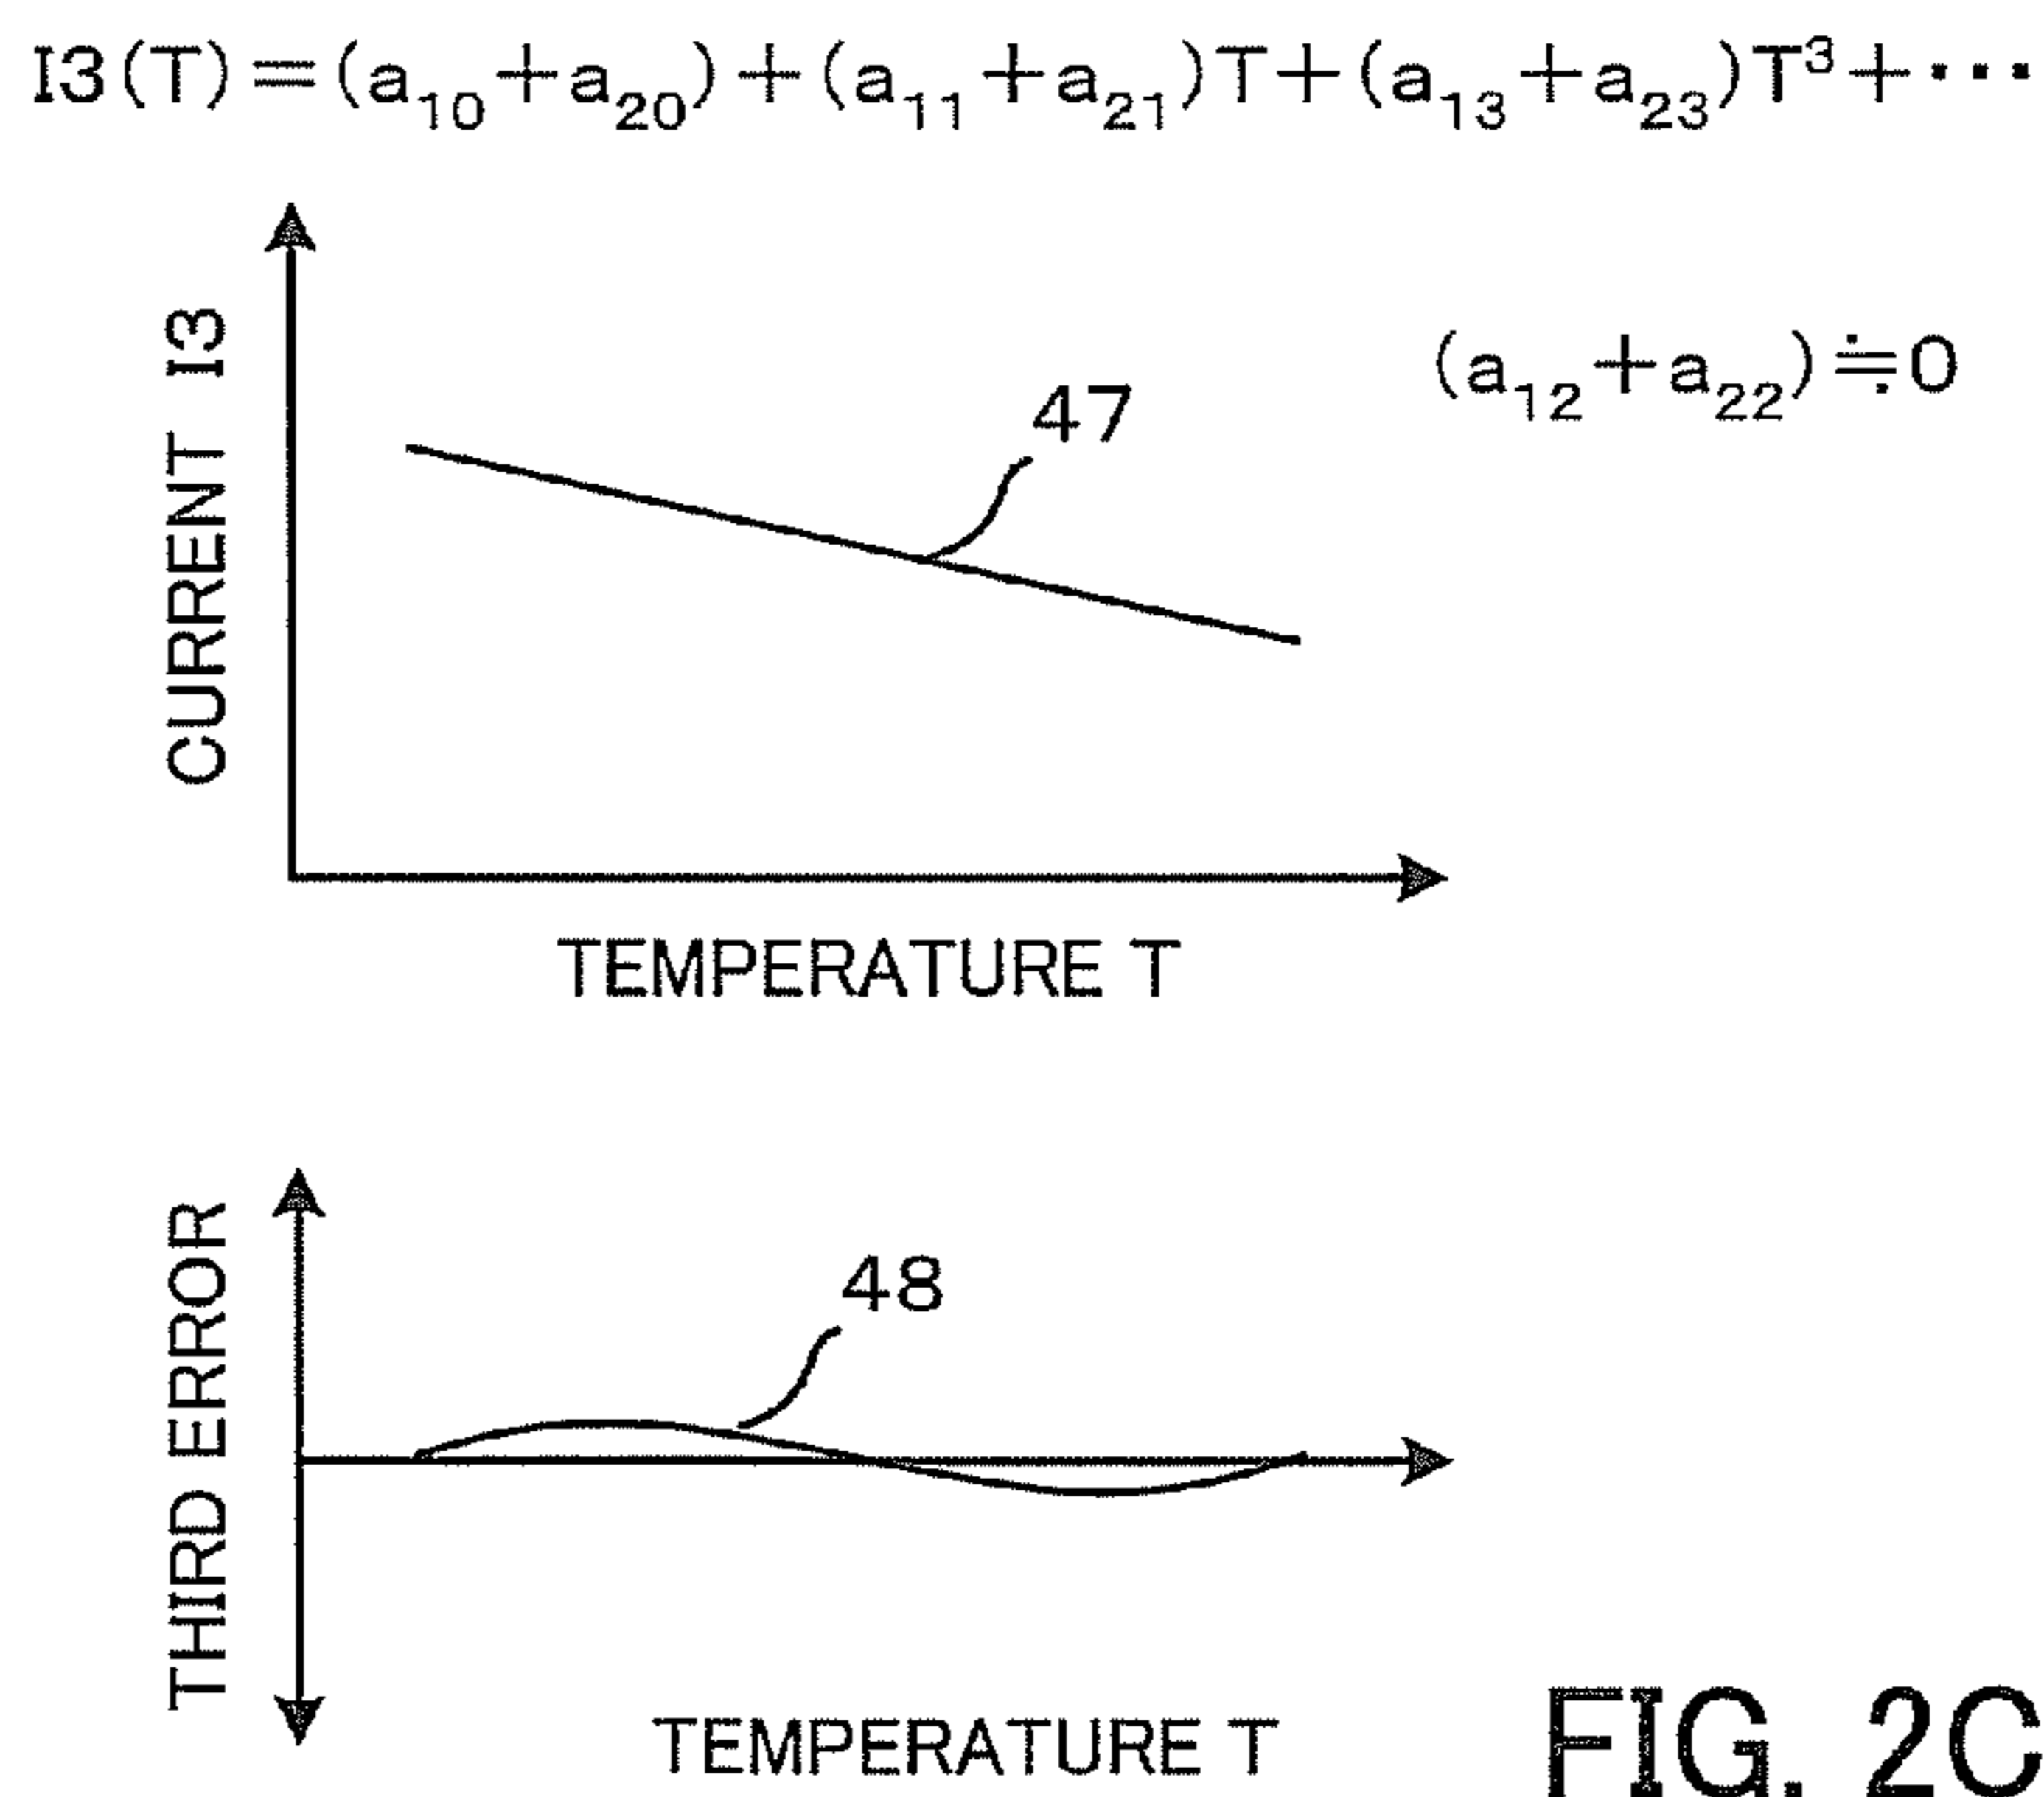 I3(T)=(a₁₀+a₂₀)+(a₁₁+a₂₁)T+(a₁₃+a₂₃)T³+⋯
CURRENT I3
(a₁₂+a₂₂)≒0
47
TEMPERATURE T
THIRD ERROR
48
TEMPERATURE T
FIG. 2C